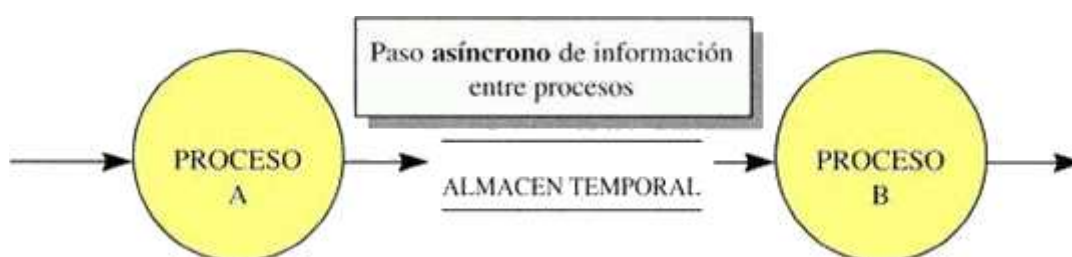 Paso asíncrono de información
entre procesos
PROCESO
A
ALMACEN TEMPORAL
PROCESO
B